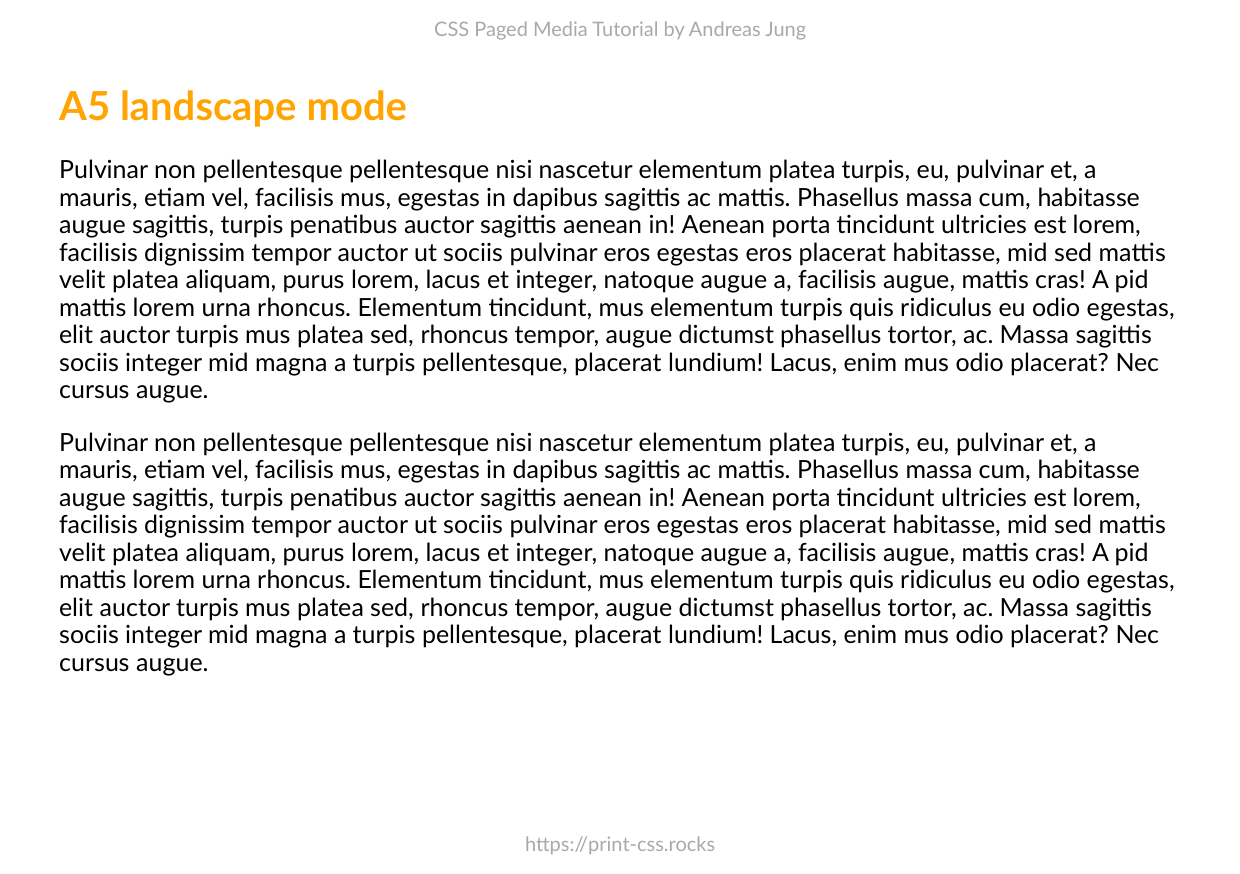 CSS Paged Media Tutorial by Andreas Jung
A5 landscape mode
Pulvinar non pellentesque pellentesque nisi nascetur elementum platea turpis, eu, pulvinar et, a
mauris, etiam vel, facilisis mus, egestas in dapibus sagittis ac mattis. Phasellus massa cum, habitasse
augue sagittis, turpis penatibus auctor sagittis aenean in! Aenean porta tincidunt ultricies est lorem,
facilisis dignissim tempor auctor ut sociis pulvinar eros egestas eros placerat habitasse, mid sed mattis
velit platea aliquam, purus lorem, lacus et integer, natoque augue a, facilisis augue, mattis cras! A pid
mattis lorem urna rhoncus. Elementum tincidunt, mus elementum turpis quis ridiculus eu odio egestas,
elit auctor turpis mus platea sed, rhoncus tempor, augue dictumst phasellus tortor, ac. Massa sagittis
sociis integer mid magna a turpis pellentesque, placerat lundium! Lacus, enim mus odio placerat? Nec
cursus augue.
Pulvinar non pellentesque pellentesque nisi nascetur elementum platea turpis, eu, pulvinar et, a
mauris, etiam vel, facilisis mus, egestas in dapibus sagittis ac mattis. Phasellus massa cum, habitasse
augue sagittis, turpis penatibus auctor sagittis aenean in! Aenean porta tincidunt ultricies est lorem,
facilisis dignissim tempor auctor ut sociis pulvinar eros egestas eros placerat habitasse, mid sed mattis
velit platea aliquam, purus lorem, lacus et integer, natoque augue a, facilisis augue, mattis cras! A pid
mattis lorem urna rhoncus. Elementum tincidunt, mus elementum turpis quis ridiculus eu odio egestas,
elit auctor turpis mus platea sed, rhoncus tempor, augue dictumst phasellus tortor, ac. Massa sagittis
sociis integer mid magna a turpis pellentesque, placerat lundium! Lacus, enim mus odio placerat? Nec
cursus augue.
https://print-css.rocks